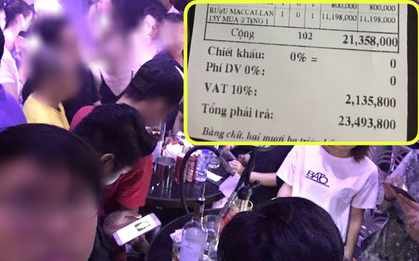 800,000 800,000
RƯỢU MACCALLAN
15Y MUA 2 TẶNG 1 1 0 1 11,198,000 11,198,000
Cộng 102 21,358,000
Chiết khấu: 0% = 0
Phí DV 0%: 0
VAT 10%: 2,135,800
Tổng phải trả: 23,493,800
Bằng chữ, hai mươi ba triệu
BAB